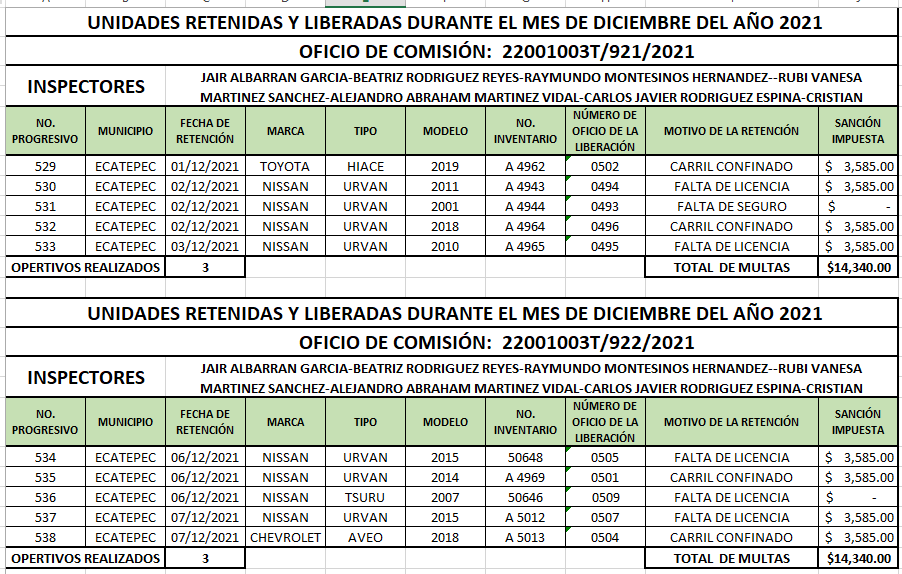 UNIDADES RETENIDAS Y LIBERADAS DURANTE EL MES DE DICIEMBRE DEL AÑO 2021
OFICIO DE COMISIÓN: 22001003T/921/2021
INSPECTORES
JAIR ALBARRAN GARCIA-BEATRIZ RODRIGUEZ REYES-RAYMUNDO MONTESINOS HERNANDEZ--RUBI VANESA
MARTINEZ SANCHEZ-ALEJANDRO ABRAHAM MARTINEZ VIDAL-CARLOS JAVIER RODRIGUEZ ESPINA-CRISTIAN
NO. PROGRESIVO MUNICIPIO FECHA DE RETENCIÓN MARCA TIPO MODELO NO. INVENTARIO NÚMERO DE OFICIO DE LA LIBERACIÓN MOTIVO DE LA RETENCIÓN SANCIÓN IMPUESTA
529 ECATEPEC 01/12/2021 TOYOTA HIACE 2019 A 4962 0502 CARRIL CONFINADO $ 3,585.00
530 ECATEPEC 02/12/2021 NISSAN URVAN 2011 A 4943 0494 FALTA DE LICENCIA $ 3,585.00
531 ECATEPEC 02/12/2021 NISSAN URVAN 2001 A 4944 0493 FALTA DE SEGURO $ -
532 ECATEPEC 02/12/2021 NISSAN URVAN 2018 A 4964 0496 CARRIL CONFINADO $ 3,585.00
533 ECATEPEC 03/12/2021 NISSAN URVAN 2010 A 4965 0495 FALTA DE LICENCIA $ 3,585.00
OPERTIVOS REALIZADOS 3 TOTAL DE MULTAS $14,340.00
UNIDADES RETENIDAS Y LIBERADAS DURANTE EL MES DE DICIEMBRE DEL AÑO 2021
OFICIO DE COMISIÓN: 22001003T/922/2021
INSPECTORES
JAIR ALBARRAN GARCIA-BEATRIZ RODRIGUEZ REYES-RAYMUNDO MONTESINOS HERNANDEZ--RUBI VANESA
MARTINEZ SANCHEZ-ALEJANDRO ABRAHAM MARTINEZ VIDAL-CARLOS JAVIER RODRIGUEZ ESPINA-CRISTIAN
NO. PROGRESIVO MUNICIPIO FECHA DE RETENCIÓN MARCA TIPO MODELO NO. INVENTARIO NÚMERO DE OFICIO DE LA LIBERACIÓN MOTIVO DE LA RETENCIÓN SANCIÓN IMPUESTA
534 ECATEPEC 06/12/2021 NISSAN URVAN 2015 50648 0505 FALTA DE LICENCIA $ 3,585.00
535 ECATEPEC 06/12/2021 NISSAN URVAN 2014 A 4969 0501 CARRIL CONFINADO $ 3,585.00
536 ECATEPEC 06/12/2021 NISSAN TSURU 2007 50646 0509 FALTA DE LICENCIA $ -
537 ECATEPEC 07/12/2021 NISSAN URVAN 2015 A 5012 0507 FALTA DE LICENCIA $ 3,585.00
538 ECATEPEC 07/12/2021 CHEVROLET AVEO 2018 A 5013 0504 CARRIL CONFINADO $ 3,585.00
OPERTIVOS REALIZADOS 3 TOTAL DE MULTAS $14,340.00